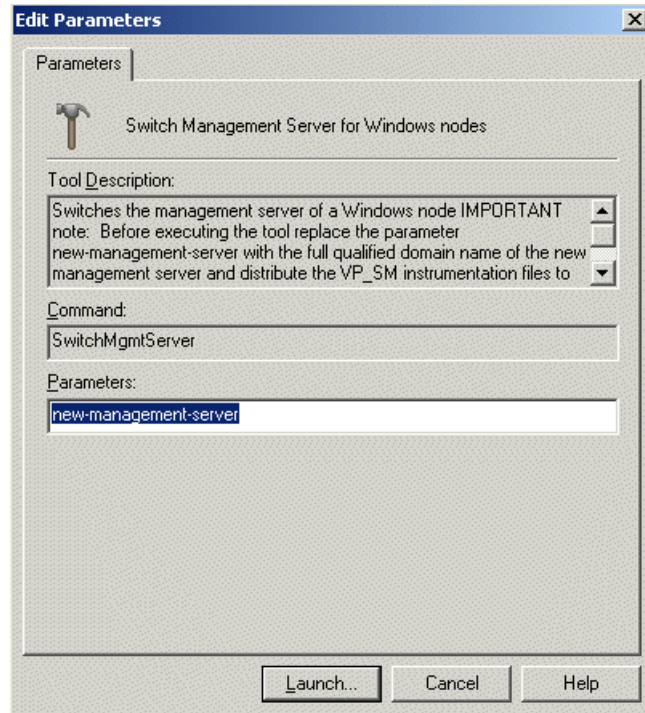 Edit Parameters
Parameters
Switch Management Server for Windows nodes
Tool Description:
Switches the management server of a Windows node IMPORTANT
note: Before executing the tool replace the parameter
new-management-server with the full qualified domain name of the new
management server and distribute the VP_SM instrumentation files to
Command:
SwitchMgmtServer
Parameters:
new-management-server
Launch... Cancel Help